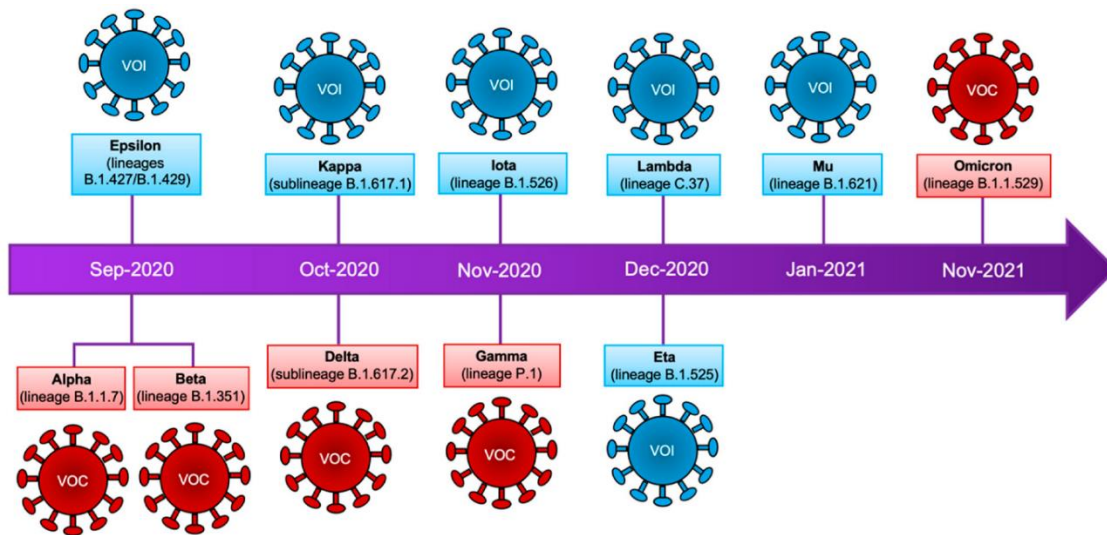 VOI
VOI
VOI
VOI
VOI
VOC
Epsilon
(lineages
B.1.427/B.1.429)
Kappa
(sublineage B.1.617.1)
Iota
(lineage B.1.526)
Lambda
(lineage C.37)
Mu
(lineage B.1.621)
Omicron
(lineage B.1.1.529)
Sep-2020
Oct-2020
Nov-2020
Dec-2020
Jan-2021
Nov-2021
Alpha
(lineage B.1.1.7)
Beta
(lineage B.1.351)
Delta
(sublineage B.1.617.2)
Gamma
(lineage P.1)
Eta
(lineage B.1.525)
VOC
VOC
VOC
VOC
VOI